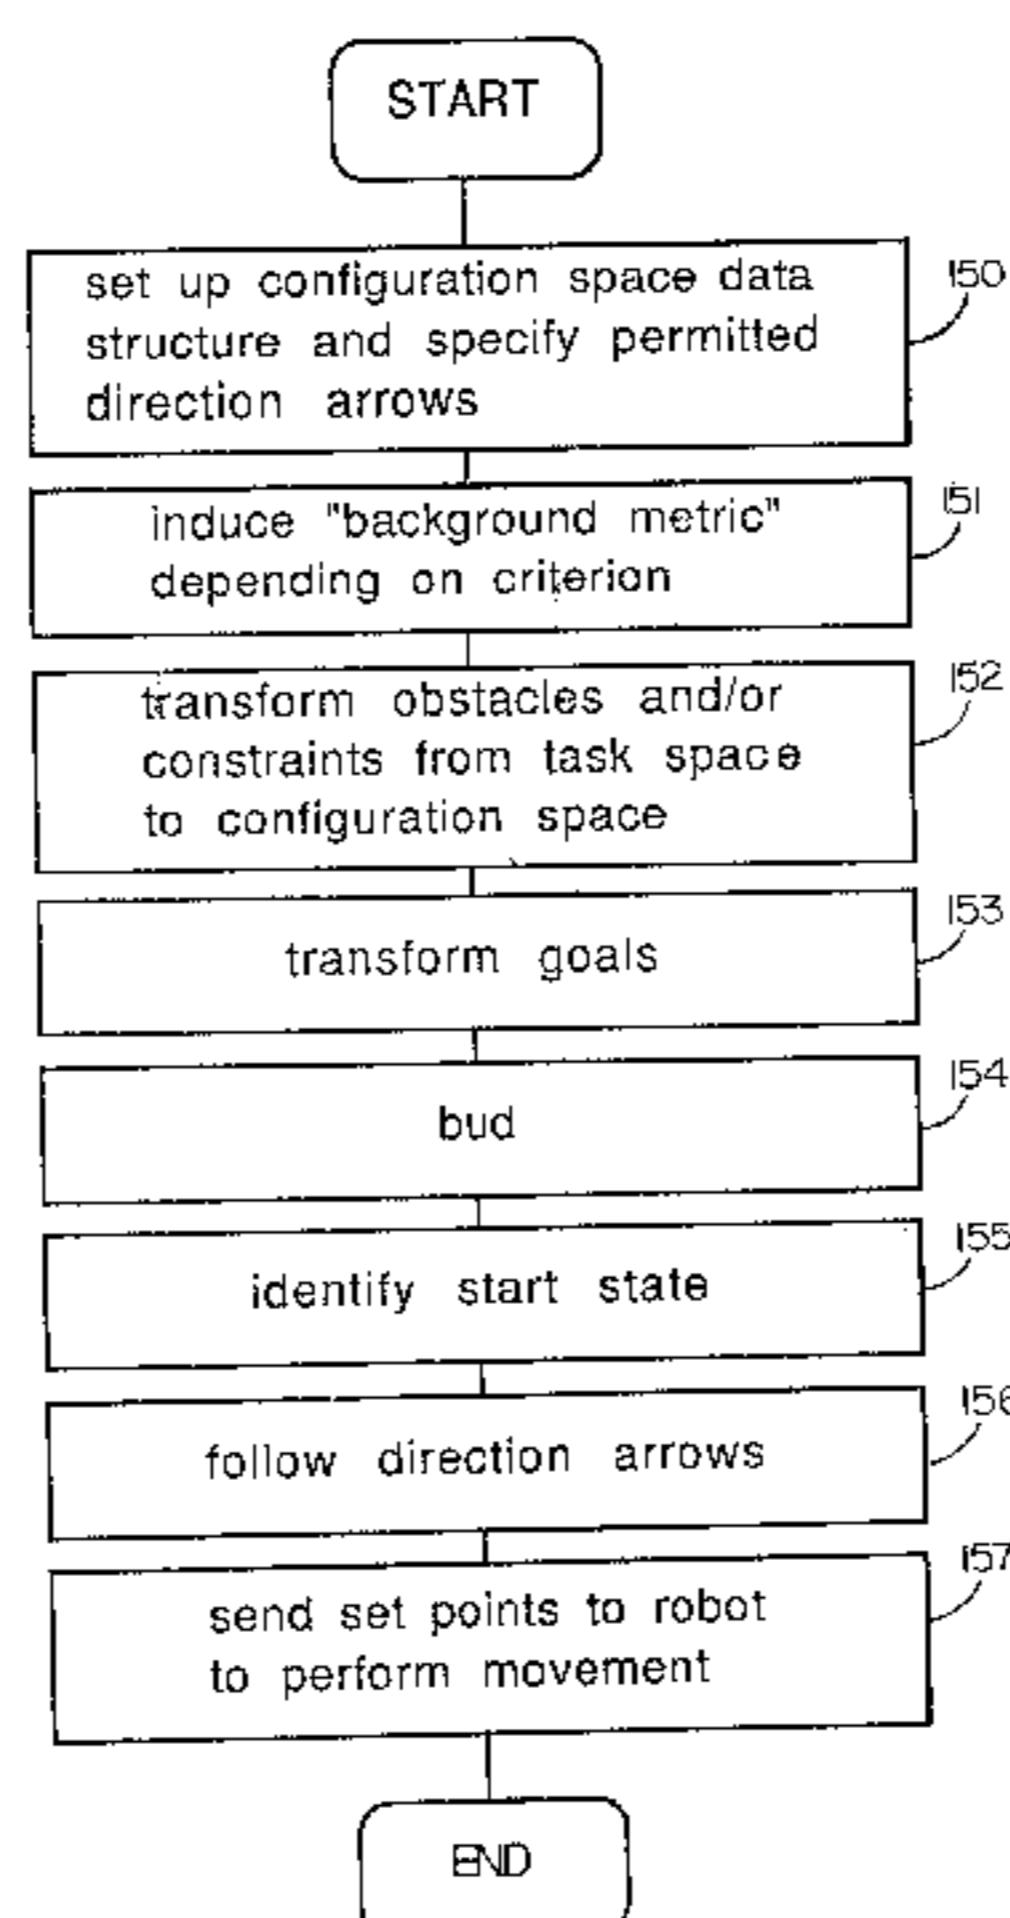 START
set up configuration space data
structure and specify permitted
direction arrows
150
induce "background metric"
depending on criterion
151
transform obstacles and/or
constraints from task space
to configuration space
152
transform goals
153
bud
154
identify start state
155
follow direction arrows
156
send set points to robot
to perform movement
157
END